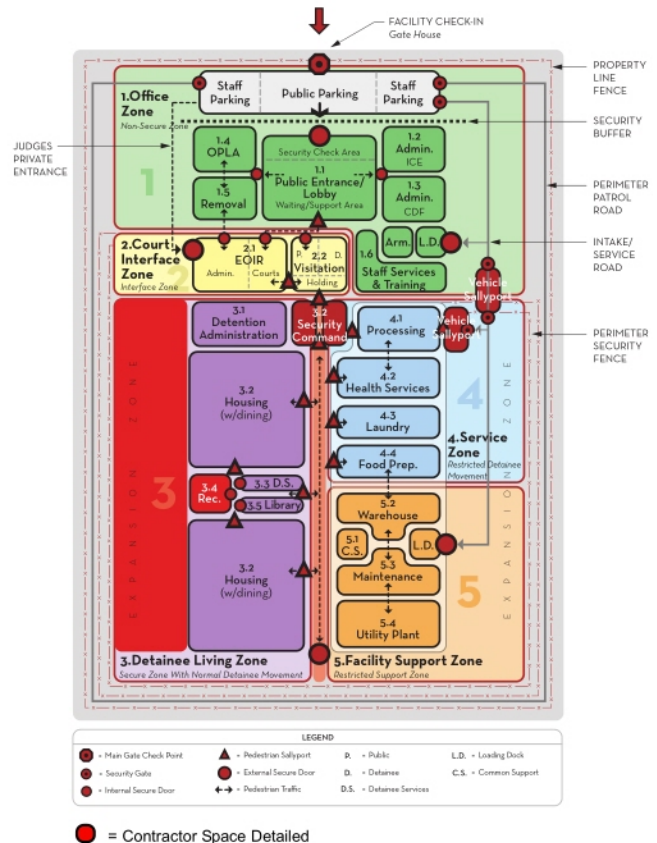 FACILITY CHECK-IN
Gate House
PROPERTY
LINE
FENCE
SECURITY
BUFFER
JUDGES
PRIVATE
ENTRANCE
PERIMETER
PATROL
ROAD
INTAKE/
SERVICE
ROAD
PERIMETER
SECURITY
FENCE
1.Office
Zone
Non-Secure Zone
1
Staff
Parking
Public Parking
Staff
Parking
1.4
OPLA
Security Check Area
1.2
Admin.
ICE
1.1
Public Entrance/
Lobby
Waiting/Support Area
1.5
Removal
1.3
Admin.
CDF
2.Court
Interface
Zone
Interface Zone
2
2.1
EOIR
Admin.
Courts
P.
D.
2.2
Visitation
Holding
1.6
Arm.
L.D.
Staff Services
& Training
Vehicle
Sallyport
3.1
Detention
Administration
3.2
Security
Command
4.1
Processing
Vehicle
Sallyport
3.2
Housing
(w/dining)
4.2
Health Services
4
4.3
Laundry
4.Service
Zone
Restricted Detainee
Movement
4.4
Food Prep.
EXPANSION ZONE
3
3.4
Rec.
3.3 D.S.
3.5 Library
5.2
Warehouse
5.1
C.S.
L.D.
5.3
Maintenance
5
EXPANSION ZONE
3.2
Housing
(w/dining)
5.4
Utility Plant
3.Detainee Living Zone
Secure Zone With Normal Detainee Movement
5.Facility Support Zone
Restricted Support Zone
LEGEND
= Main Gate Check Point
= Pedestrian Sallyport
P. = Public
L.D. = Loading Dock
= Security Gate
= External Secure Door
D. = Detainee
C.S. = Common Support
= Internal Secure Door
= Pedestrian Traffic
D.S. = Detainee Services
= Contractor Space Detailed